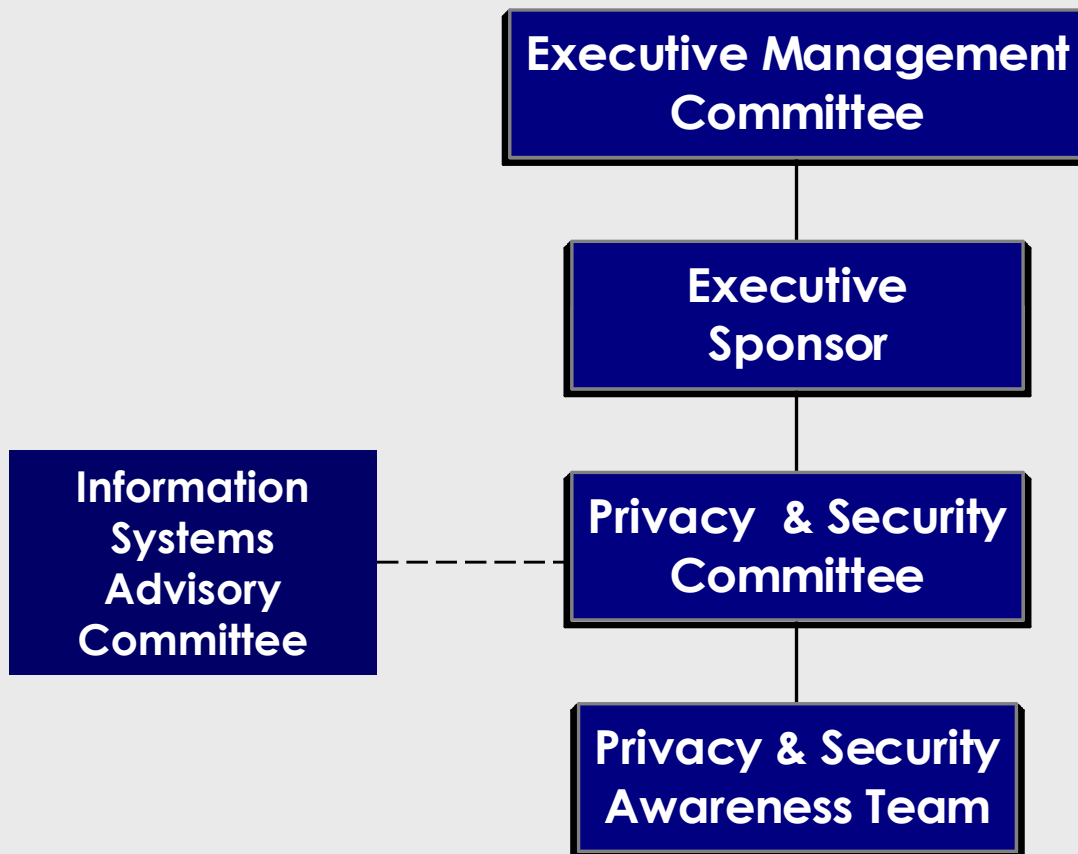 Executive Management
Committee
Executive
Sponsor
Information
Systems
Advisory
Committee
Privacy & Security
Committee
Privacy & Security
Awareness Team